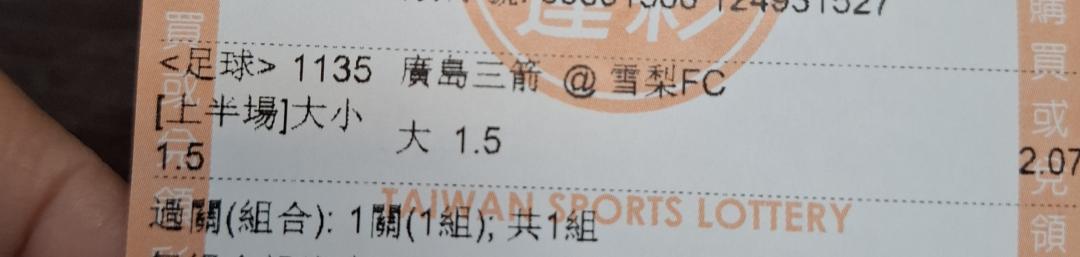 <足球> 1135 廣島三箭 @ 雪梨FC
[上半場]大小
大 1.5
1.5 2.07
TAIWAN SPORTS LOTTERY
過關(組合): 1關(1組); 共1組
購買或兌領